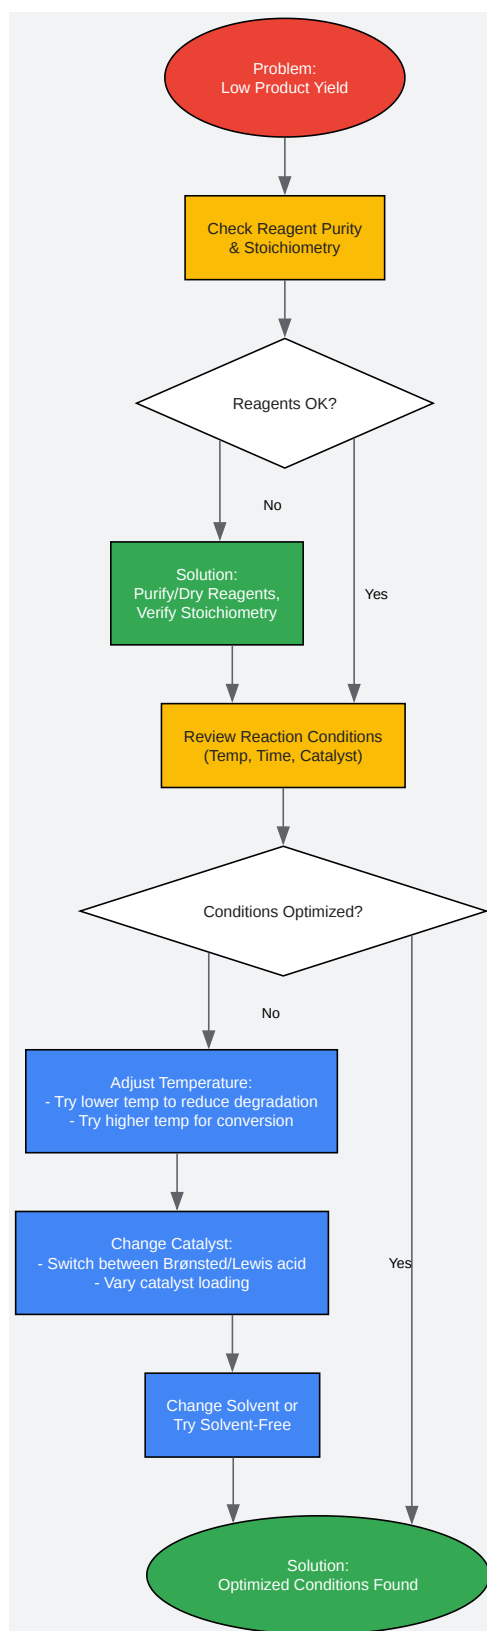 Problem:
Low Product Yield
Check Reagent Purity
& Stoichiometry
Reagents OK?
No
Solution:
Purify/Dry Reagents,
Verify Stoichiometry
Yes
Review Reaction Conditions
(Temp, Time, Catalyst)
Conditions Optimized?
No
Adjust Temperature:
- Try lower temp to reduce degradation
- Try higher temp for conversion
Change Catalyst:
- Switch between Brønsted/Lewis acid
- Vary catalyst loading
Yes
Change Solvent or
Try Solvent-Free
Solution:
Optimized Conditions Found